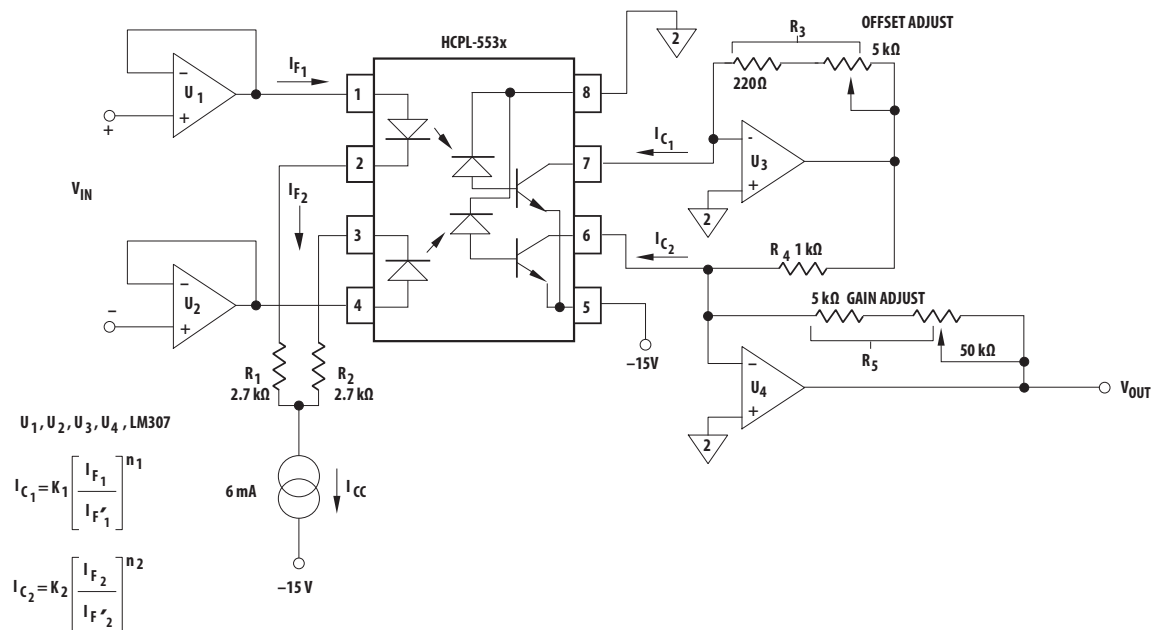 HCPL-553x
OFFSET ADJUST
R3
5 kΩ
220Ω
2
IF1
1
8
U1
−
+
+
IC1
-
U3
+
2
7
2
VIN
IF2
3
6
IC2
R4 1 kΩ
−
U2
+
−
4
5
−15V
5 kΩ GAIN ADJUST
R5
50 kΩ
R1
2.7 kΩ
R2
2.7 kΩ
−
U4
+
VOUT
2
U1, U2, U3, U4, LM307
IC1 = K1 [IF1 / IF′1]n1
6 mA
ICC
−15 V
IC2 = K2 [IF2 / IF′2]n2